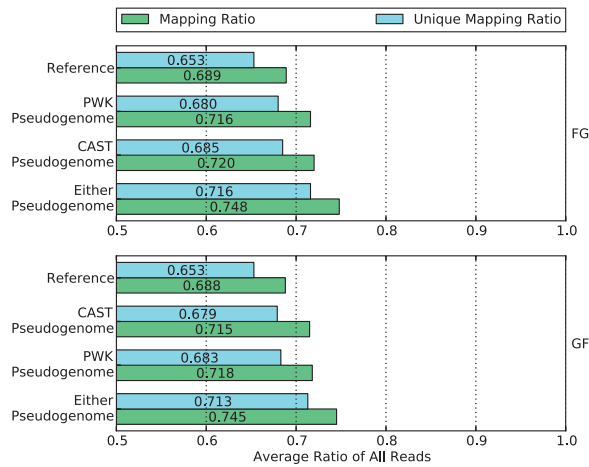 Mapping Ratio Unique Mapping Ratio
Reference 0.653
0.689
PWK 0.680
Pseudogenome 0.716
CAST 0.685
Pseudogenome 0.720
Either 0.716
Pseudogenome 0.748
FG
0.5 0.6 0.7 0.8 0.9 1.0
Reference 0.653
0.688
CAST 0.679
Pseudogenome 0.715
PWK 0.683
Pseudogenome 0.718
Either 0.713
Pseudogenome 0.745
GF
0.5 0.6 0.7 0.8 0.9 1.0
Average Ratio of All Reads